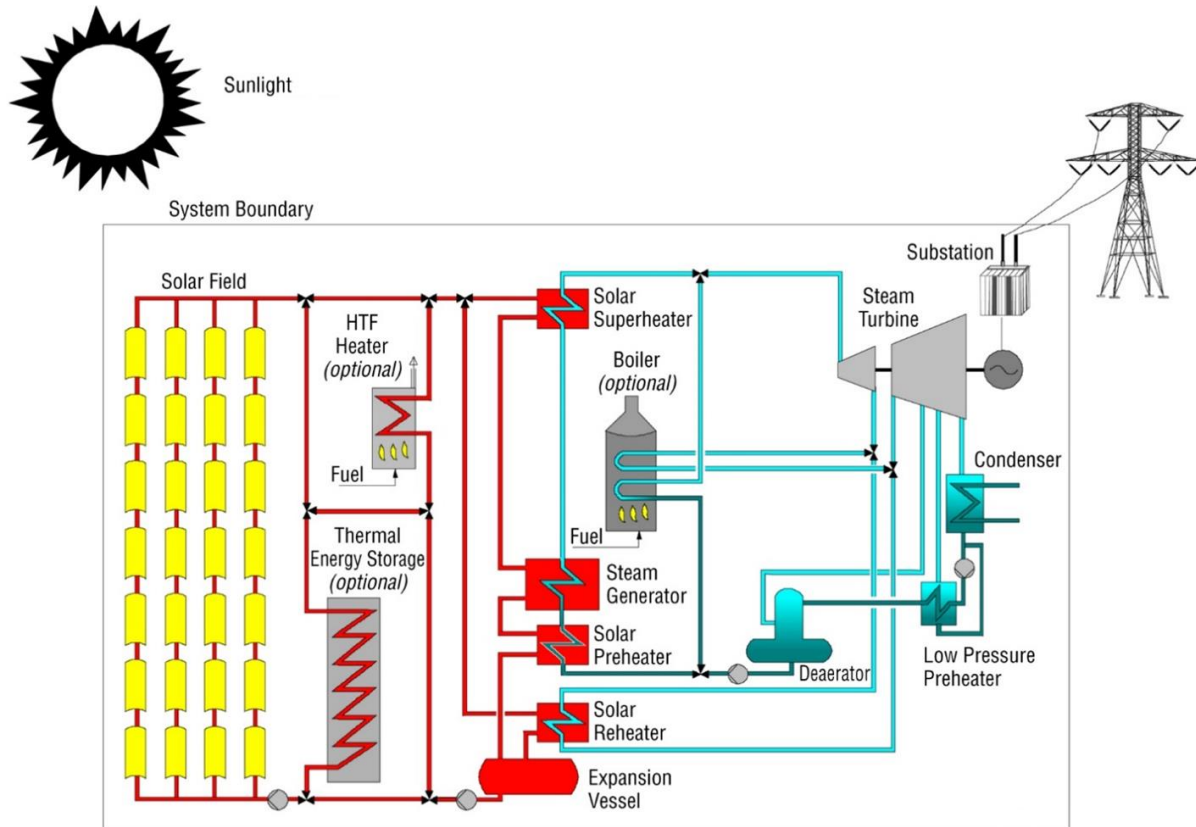 Sunlight
System Boundary
Substation
Solar Field
Solar
Superheater
Steam
Turbine
HTF
Heater
(optional)
Boiler
(optional)
Fuel
Condenser
Thermal
Energy Storage
(optional)
Fuel
Steam
Generator
Solar
Preheater
Deaerator
Low Pressure
Preheater
Solar
Reheater
Expansion
Vessel